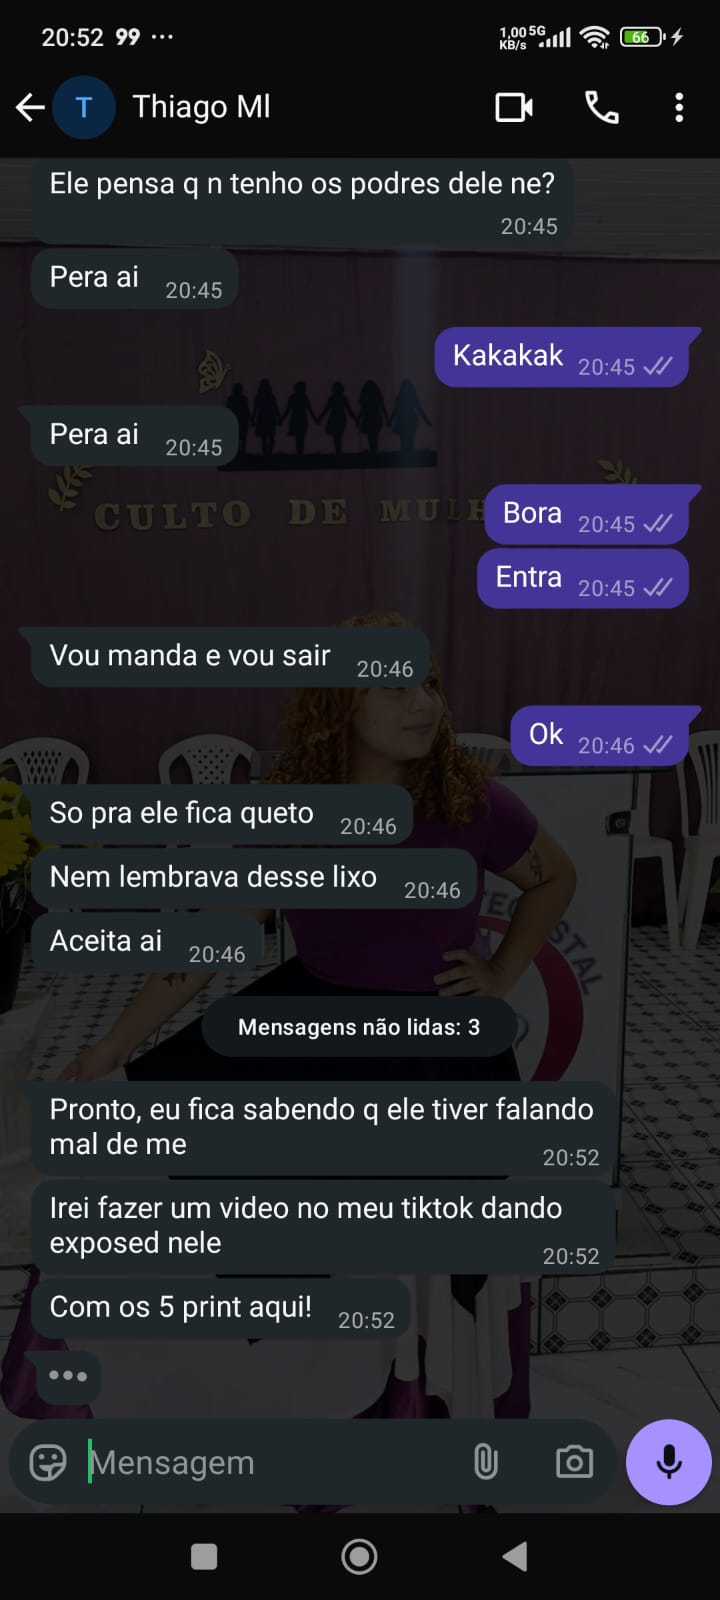 20:52 99 ...
1,00 5G
KB/s
66
T Thiago Ml
Ele pensa q n tenho os podres dele ne?
20:45
Pera ai 20:45
Kakakak 20:45
Pera ai 20:45
CULTO DE MULH
Bora 20:45
Entra 20:45
Vou manda e vou sair 20:46
Ok 20:46
So pra ele fica queto 20:46
Nem lembrava desse lixo 20:46
Aceita ai 20:46
Mensagens não lidas: 3
Pronto, eu fica sabendo q ele tiver falando
mal de me
20:52
Irei fazer um video no meu tiktok dando
exposed nele
20:52
Com os 5 print aqui! 20:52
Mensagem